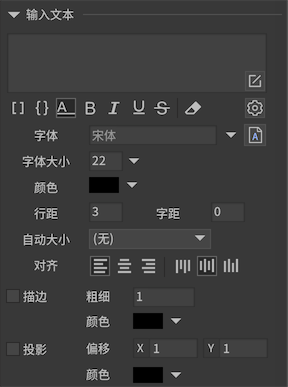 输入文本
[] {} A B I U S
字体 宋体 A
字体大小 22
颜色
行距 3 字距 0
自动大小 (无)
对齐
描边 粗细 1
颜色
投影 偏移 X 1 Y 1
颜色